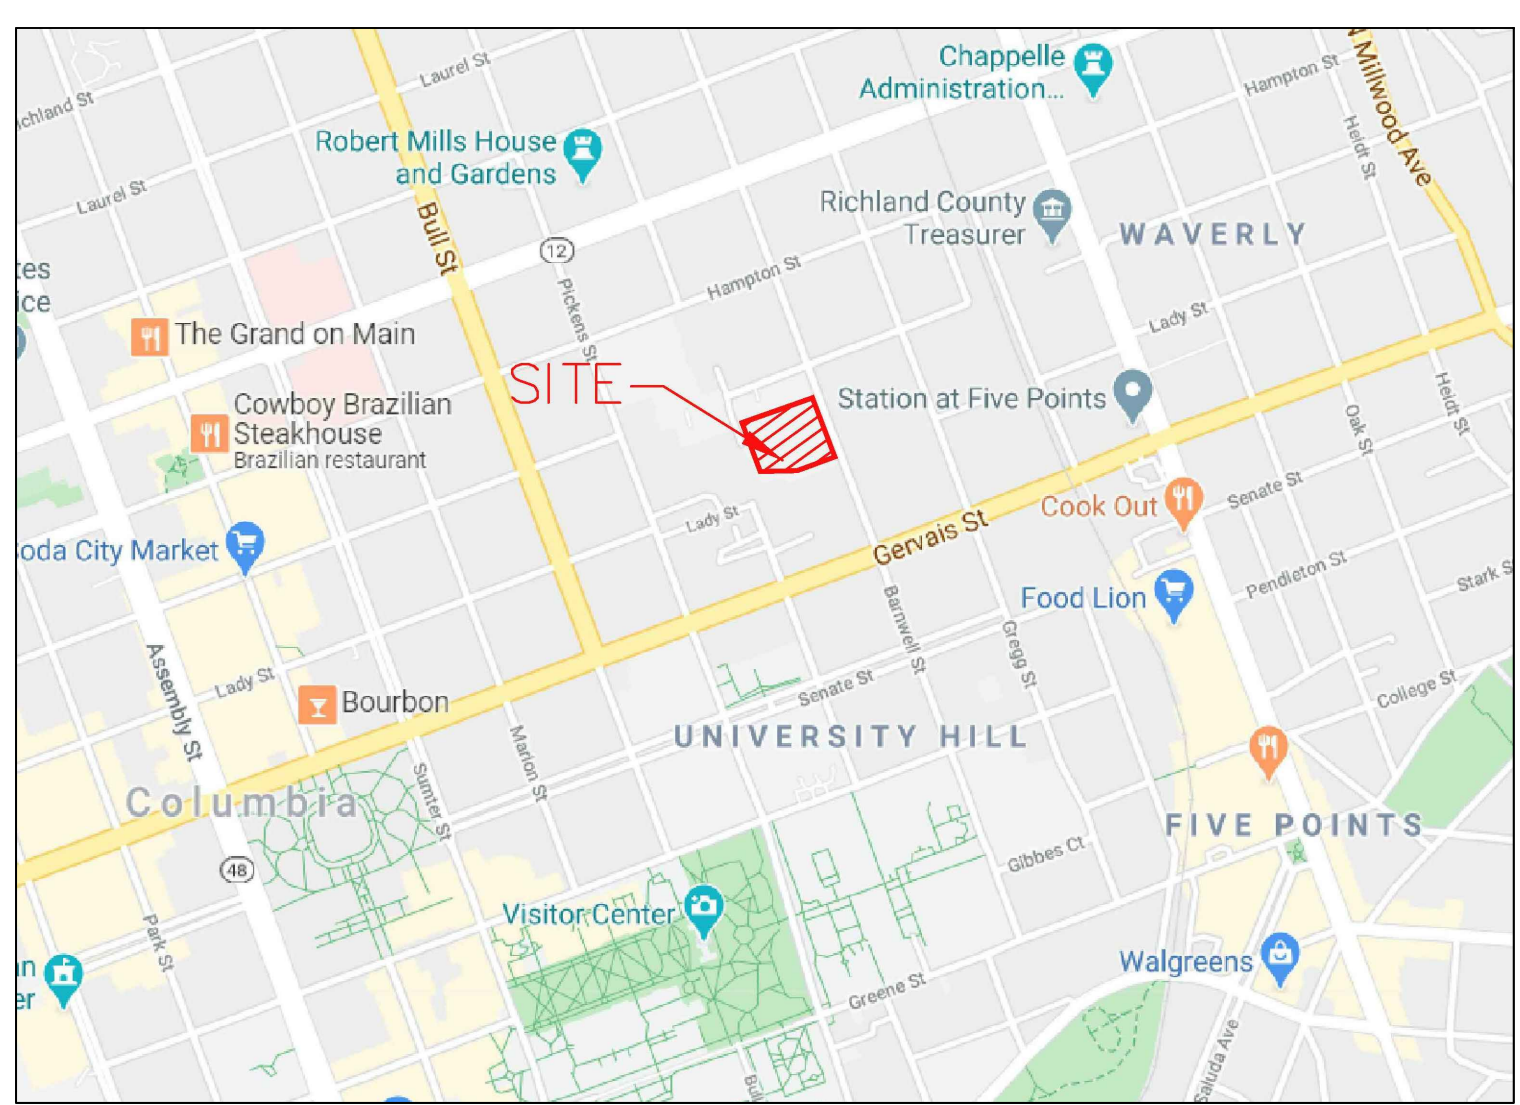 Laurel St
Chappelle
Administration...
Hampton St
N Millwood Ave
chland St
Robert Mills House
and Gardens
Heidt St
Laurel St
Bull St
Richland County
Treasurer
WAVERLY
12
tes
ice
Pickens St
Hampton St
Lady St
The Grand on Main
SITE
Station at Five Points
Heidt St
Cowboy Brazilian
Steakhouse
Brazilian restaurant
Oak St
Cook Out
Senate St
Lady St
Gervais St
oda City Market
Food Lion
Pendleton St
Stark S
Barnwell St
Gregg St
Assembly St
Lady St
Bourbon
Senate St
College St
UNIVERSITY HILL
Marion St
Columbia
Sumter St
FIVE POINTS
48
Gibbes Ct
Visitor Center
Park St
Walgreens
an
er
Greene St
Saluda Ave
Bul